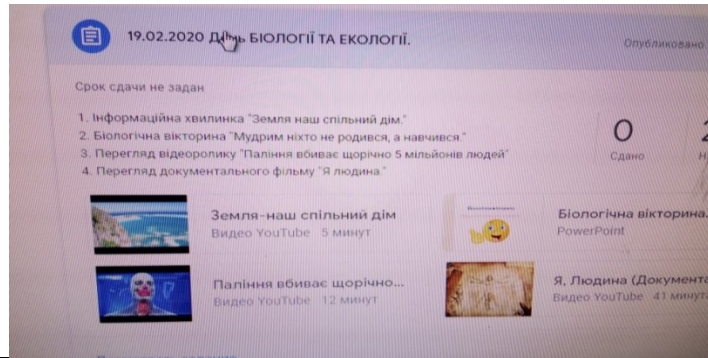 19.02.2020 День БІОЛОГІЇ ТА ЕКОЛОГІЇ.
Опубликовано
Срок сдачи не задан
1. Інформаційна хвилинка "Земля наш спільний дім."
2. Біологічна вікторина "Мудрим ніхто не родився, а навчився."
3. Перегляд відеоролику "Паління вбиває щорічно 5 мільйонів людей"
4. Перегляд документального фільму "Я людина."
0
Сдано
Земля-наш спільний дім
Видео YouTube 5 минут
Біологічна вікторина.
PowerPoint
Паління вбиває щорічно...
Видео YouTube 12 минут
Я, Людина (Документа
Видео YouTube 41 минута